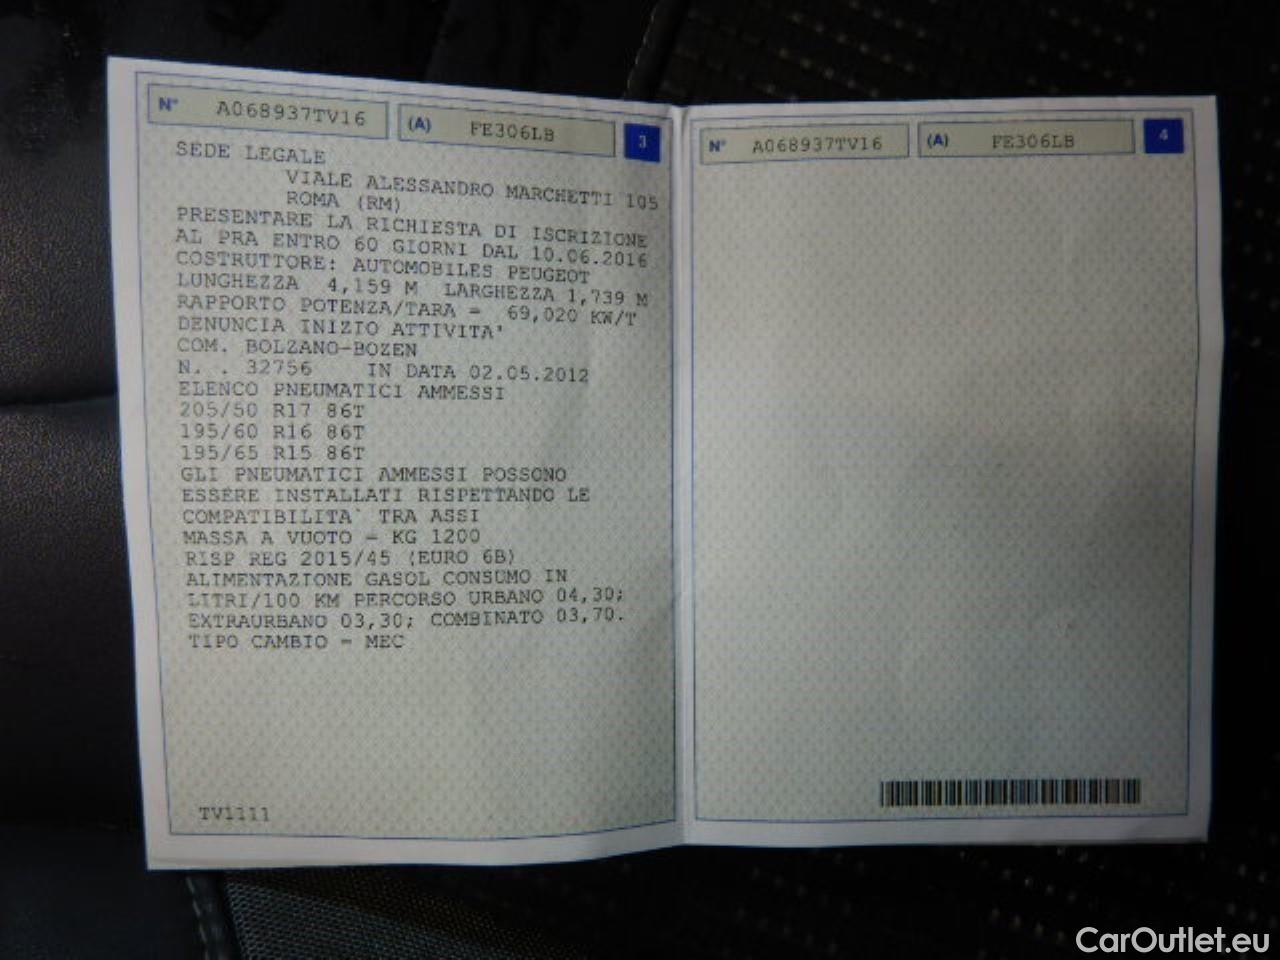 N° A068937TV16 (A) FE306LB 3
SEDE LEGALE
VIALE ALESSANDRO MARCHETTI 105
ROMA (RM)
PRESENTARE LA RICHIESTA DI ISCRIZIONE
AL PRA ENTRO 60 GIORNI DAL 10.06.2016
COSTRUTTORE: AUTOMOBILES PEUGEOT
LUNGHEZZA 4,159 M LARGHEZZA 1,739 M
RAPPORTO POTENZA/TARA = 69,020 KW/T
DENUNCIA INIZIO ATTIVITA'
COM. BOLZANO-BOZEN
N. . 32756 IN DATA 02.05.2012
ELENCO PNEUMATICI AMMESSI
205/50 R17 86T
195/60 R16 86T
195/65 R15 86T
GLI PNEUMATICI AMMESSI POSSONO
ESSERE INSTALLATI RISPETTANDO LE
COMPATIBILITA` TRA ASSI
MASSA A VUOTO = KG 1200
RISP REG 2015/45 (EURO 6B)
ALIMENTAZIONE GASOL CONSUMO IN
LITRI/100 KM PERCORSO URBANO 04,30;
EXTRAURBANO 03,30; COMBINATO 03,70.
TIPO CAMBIO = MEC
TV1111
N° A068937TV16 (A) FE306LB 4
CarOutlet.eu